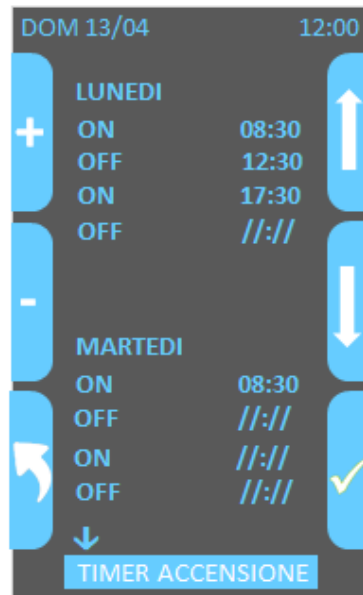 DOM 13/04 12:00
LUNEDI
ON 08:30
OFF 12:30
ON 17:30
OFF //://
MARTEDI
ON 08:30
OFF //://
ON //://
OFF //://
TIMER ACCENSIONE